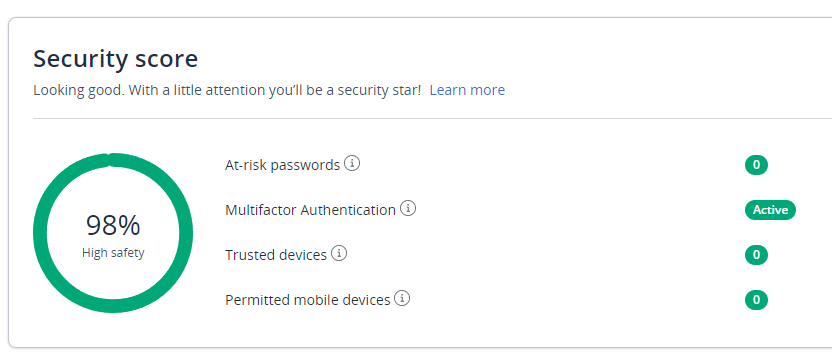 Security score
Looking good. With a little attention you'll be a security star! Learn more
98%
High safety
At-risk passwords
0
Multifactor Authentication
Active
Trusted devices
0
Permitted mobile devices
0